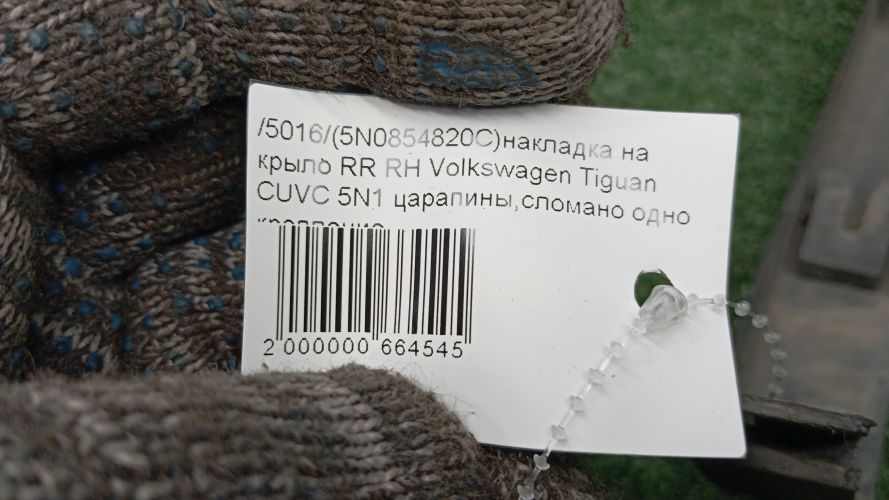 /5016/(5N0854820C)накладка на
крыло RR RH Volkswagen Tiguan
CUVC 5N1 царапины,сломано одно
2 000000 664545